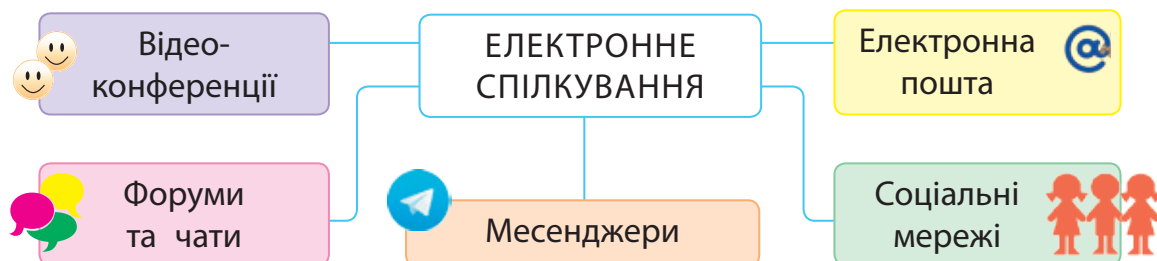 Відео-
конференції
ЕЛЕКТРОННЕ
СПІЛКУВАННЯ
Електронна
пошта
@
Форуми
та чати
Месенджери
Соціальні
мережі